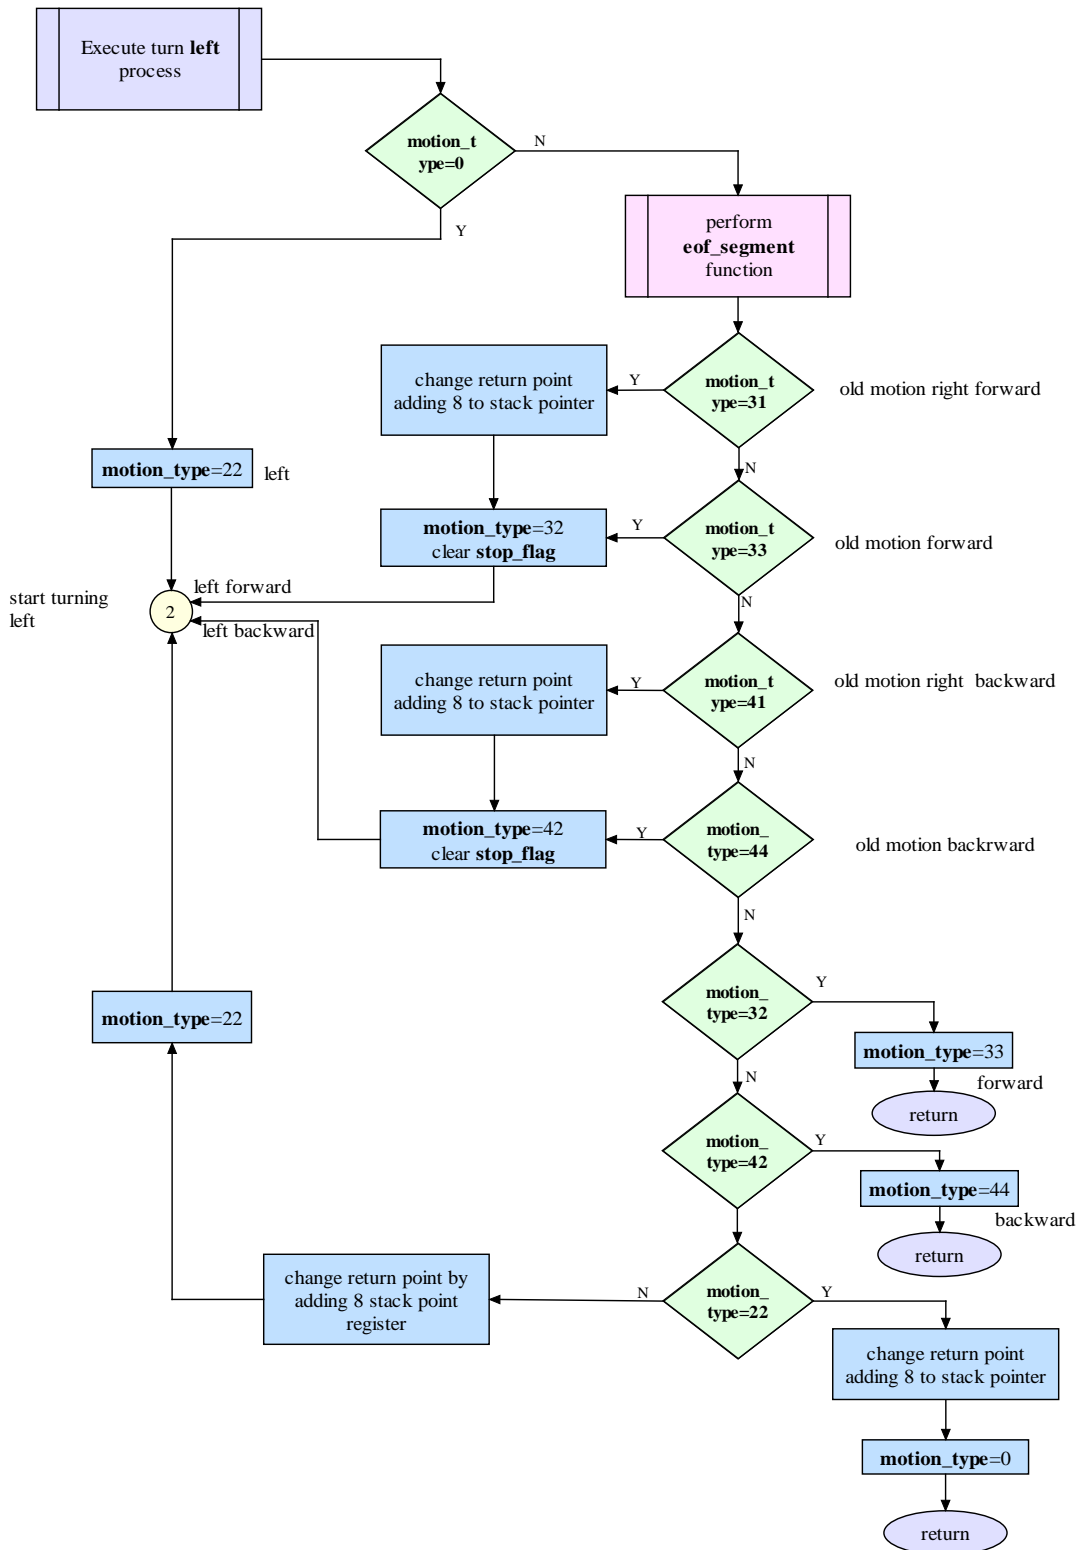 Execute turn left
process
motion_t
ype=0
N
Y
perform
eof_segment
function
change return point
adding 8 to stack pointer
Y
motion_t
ype=31
old motion right forward
N
motion_type=22
left
motion_type=32
clear stop_flag
Y
motion_t
ype=33
old motion forward
left forward
N
start turning
left
2
left backward
change return point
adding 8 to stack pointer
Y
motion_t
ype=41
old motion right  backward
N
motion_type=42
clear stop_flag
Y
motion_
type=44
old motion backrward
N
motion_
type=32
Y
motion_type=22
motion_type=33
forward
N
return
motion_
type=42
Y
motion_type=44
backward
return
change return point by
adding 8 stack point
register
N
motion_
type=22
Y
change return point
adding 8 to stack pointer
motion_type=0
return